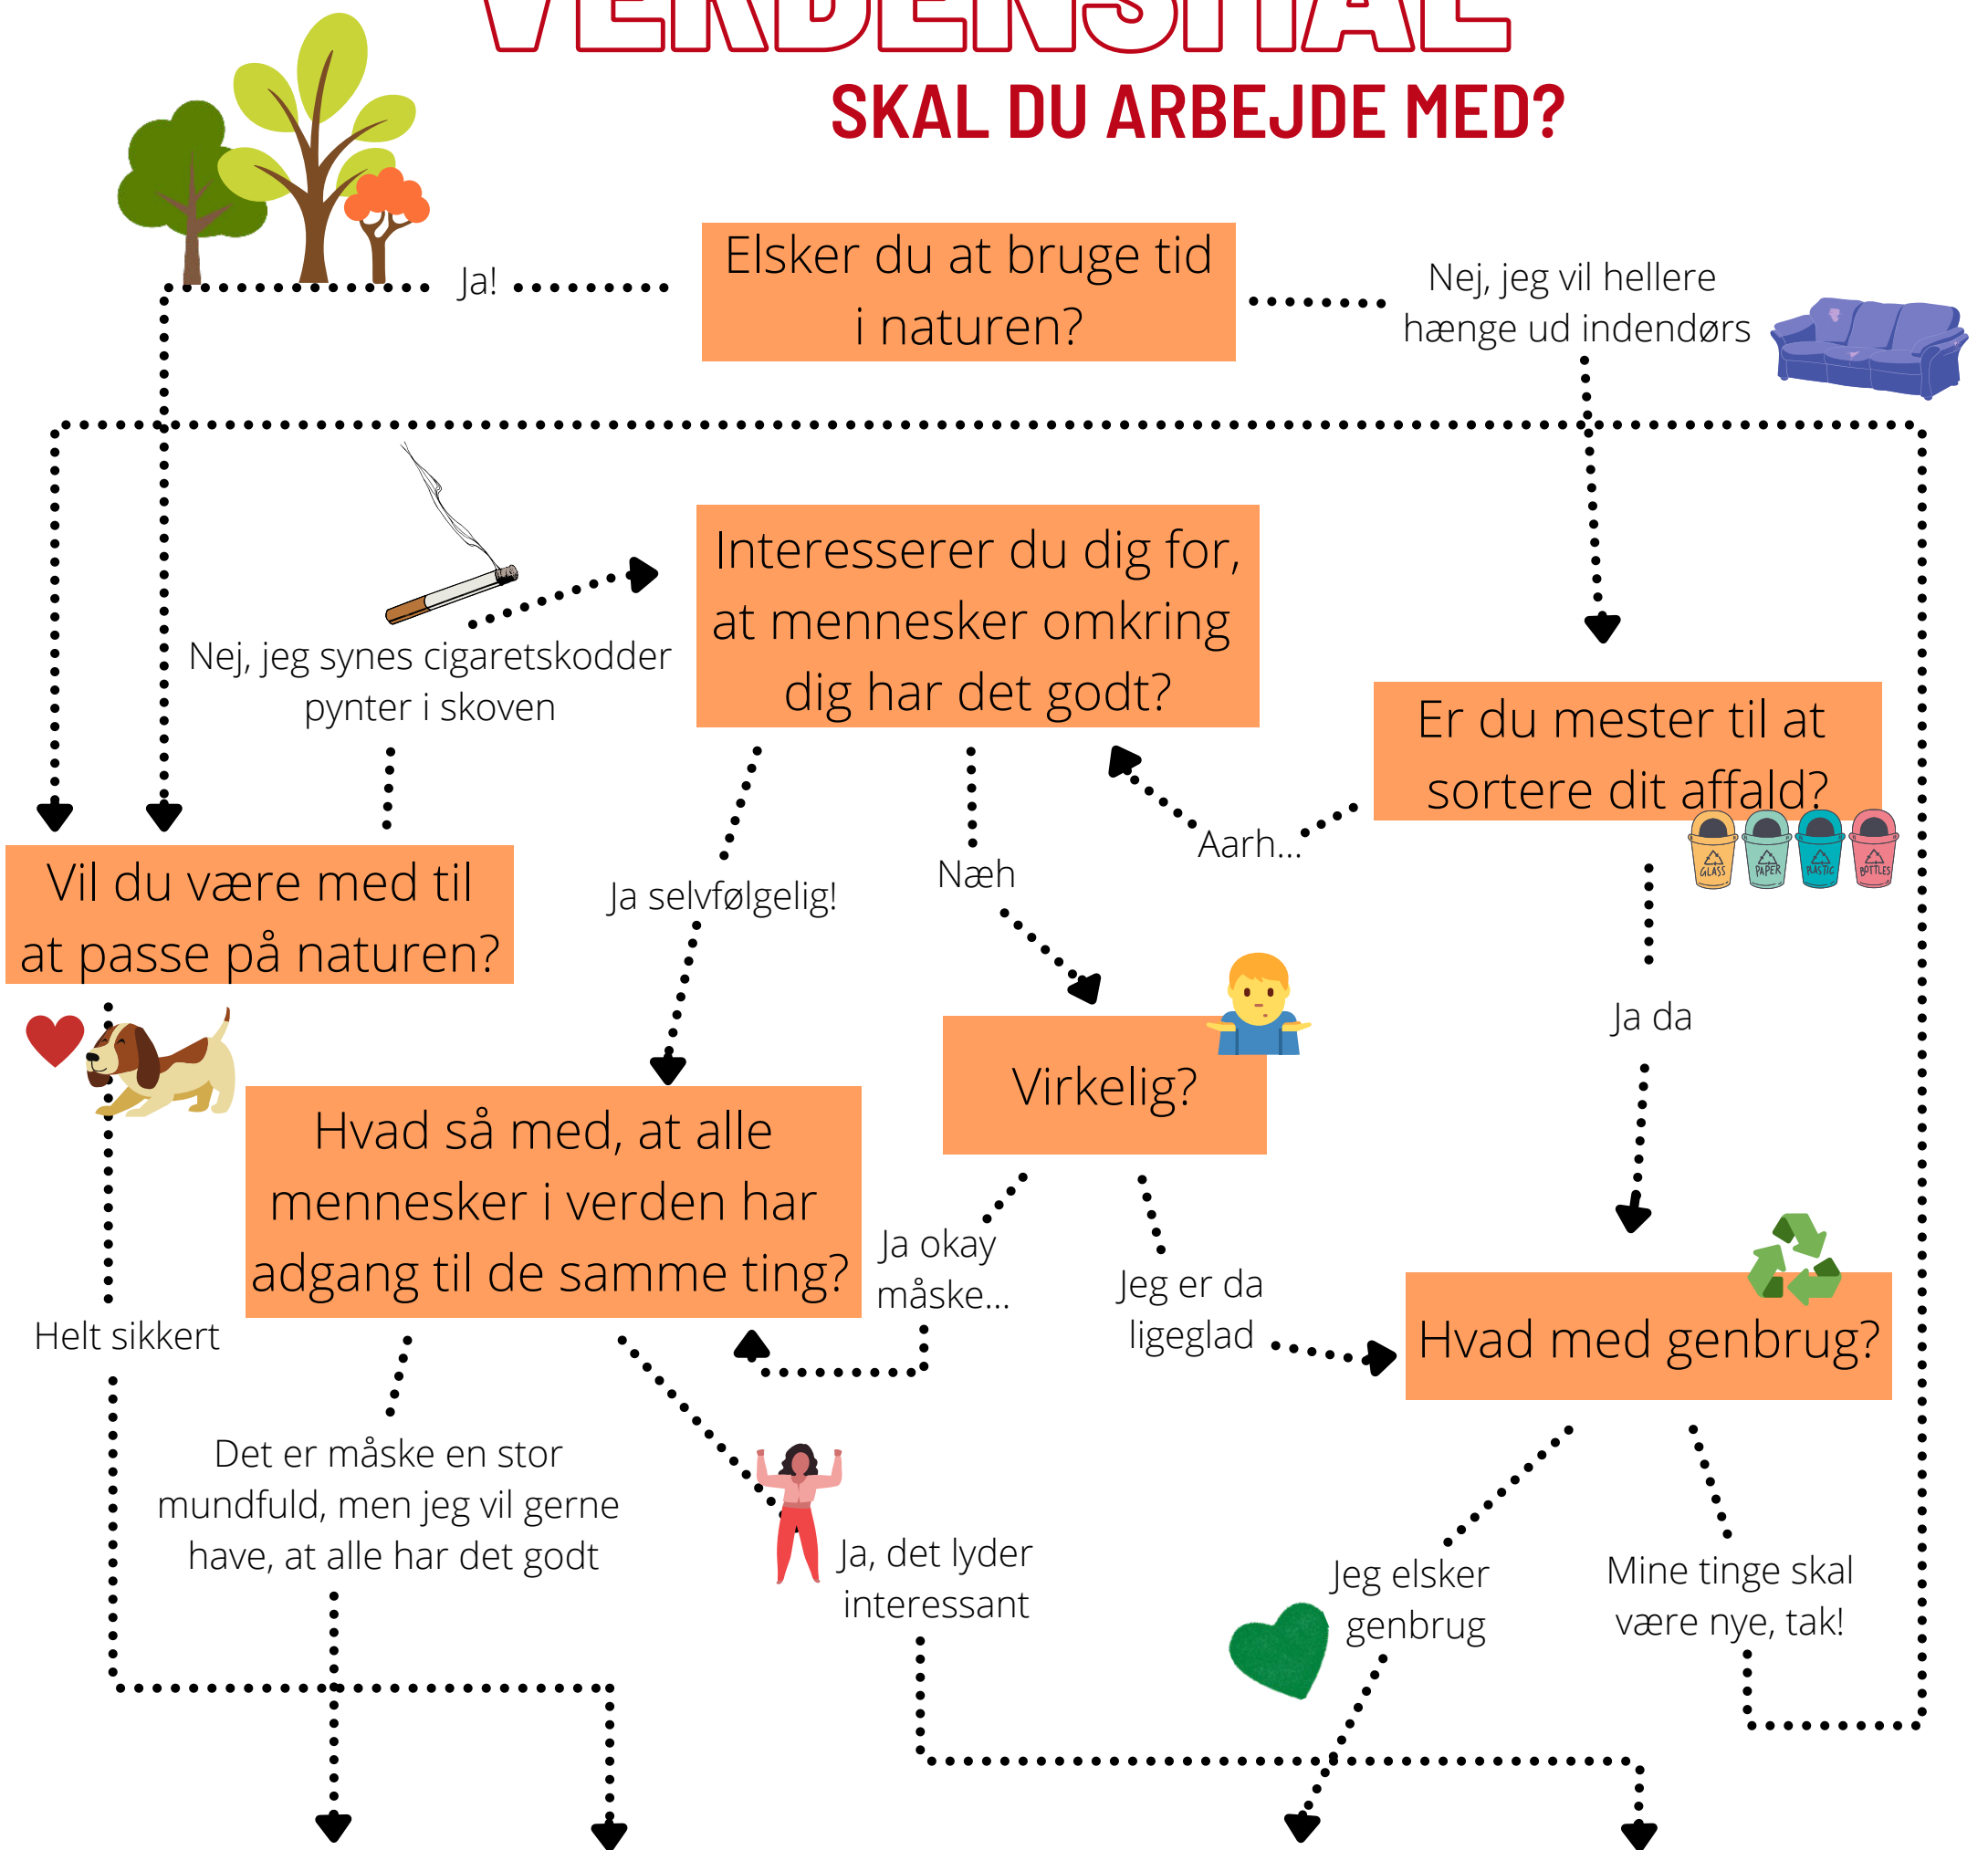 VERDENSMÅL
SKAL DU ARBEJDE MED?
Elsker du at bruge tid
i naturen?
Ja!
Nej, jeg vil hellere
hænge ud indendørs
Interesserer du dig for,
at mennesker omkring
dig har det godt?
Nej, jeg synes cigaretskodder
pynter i skoven
Er du mester til at
sortere dit affald?
GLASS
PAPER
PLASTIC
BOTTLES
Aarh...
Næh
Ja selvfølgelig!
Vil du være med til
at passe på naturen?
Ja da
Virkelig?
Hvad så med, at alle
mennesker i verden har
adgang til de samme ting?
Ja okay
måske...
Jeg er da
ligeglad
Hvad med genbrug?
Helt sikkert
Det er måske en stor
mundfuld, men jeg vil gerne
have, at alle har det godt
Ja, det lyder
interessant
Jeg elsker
genbrug
Mine tinge skal
være nye, tak!